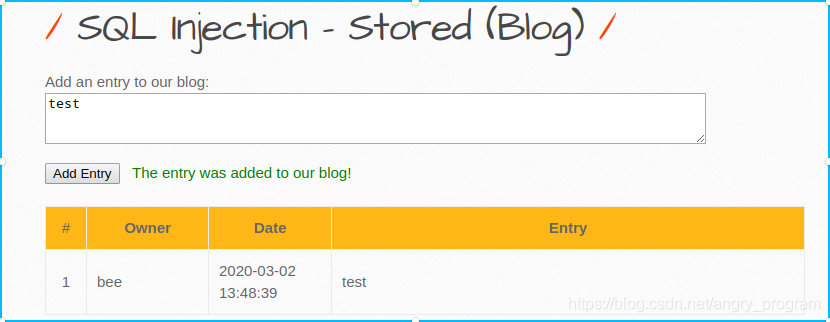 / SQL Injection - Stored (Blog) /
Add an entry to our blog:
test
Add Entry The entry was added to our blog!
# Owner Date Entry
1 bee 2020-03-02 13:48:39 test
https://blog.csdn.net/angry_program